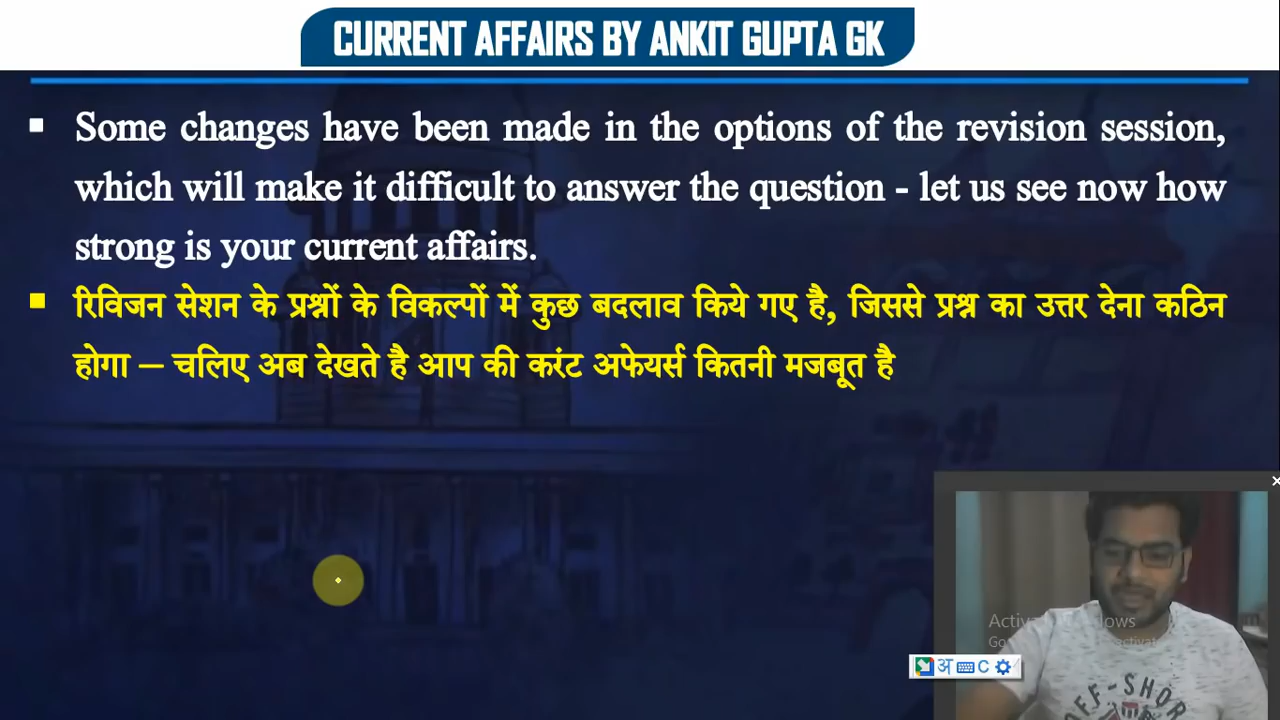 CURRENT AFFAIRS BY ANKIT GUPTA GK
Some changes have been made in the options of the revision session,
which will make it difficult to answer the question - let us see now how
strong is your current affairs.
रिविजन सेशन के प्रश्नों के विकल्पों में कुछ बदलाव किये गए है, जिससे प्रश्न का उत्तर देना कठिन
होगा – चलिए अब देखते है आप की करंट अफेयर्स कितनी मजबूत है
अ C